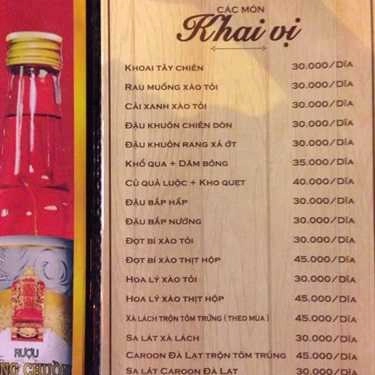 CÁC MÓN
Khai vị
KHOAI TÂY CHIÊN 30.000/DĨA
RAU MUỐNG XÀO TỎI 30.000/DĨA
CẢI XANH XÀO TỎI 30.000/DĨA
ĐẬU KHUÔN CHIÊN DÒN 30.000/DĨA
ĐẬU KHUÔN RANG XẢ ỚT 30.000/DĨA
KHỔ QUA + DĂM BÔNG 35.000/DĨA
CỦ QUẢ LUỘC + KHO QUẸT 40.000/DĨA
ĐẬU BẮP HẤP 30.000/DĨA
ĐẬU BẮP NƯỚNG 30.000/DĨA
ĐỌT BÍ XÀO TỎI 30.000/DĨA
ĐỌT BÍ XÀO THỊT HỘP 45.000/DĨA
HOA LÝ XÀO TỎI 30.000/DĨA
HOA LÝ XÀO THỊT HỘP 45.000/DĨA
XÀ LÁCH TRỘN TÔM TRỨNG ( THEO MÙA ) 45.000/DĨA
SA LÁT XÀ LÁCH 30.000/DĨA
CAROON ĐÀ LẠT TRỘN TÔM TRỨNG 45.000/DĨA
SA LÁT CAROON ĐÀ LẠT 30.000/DĨA
RƯỢU